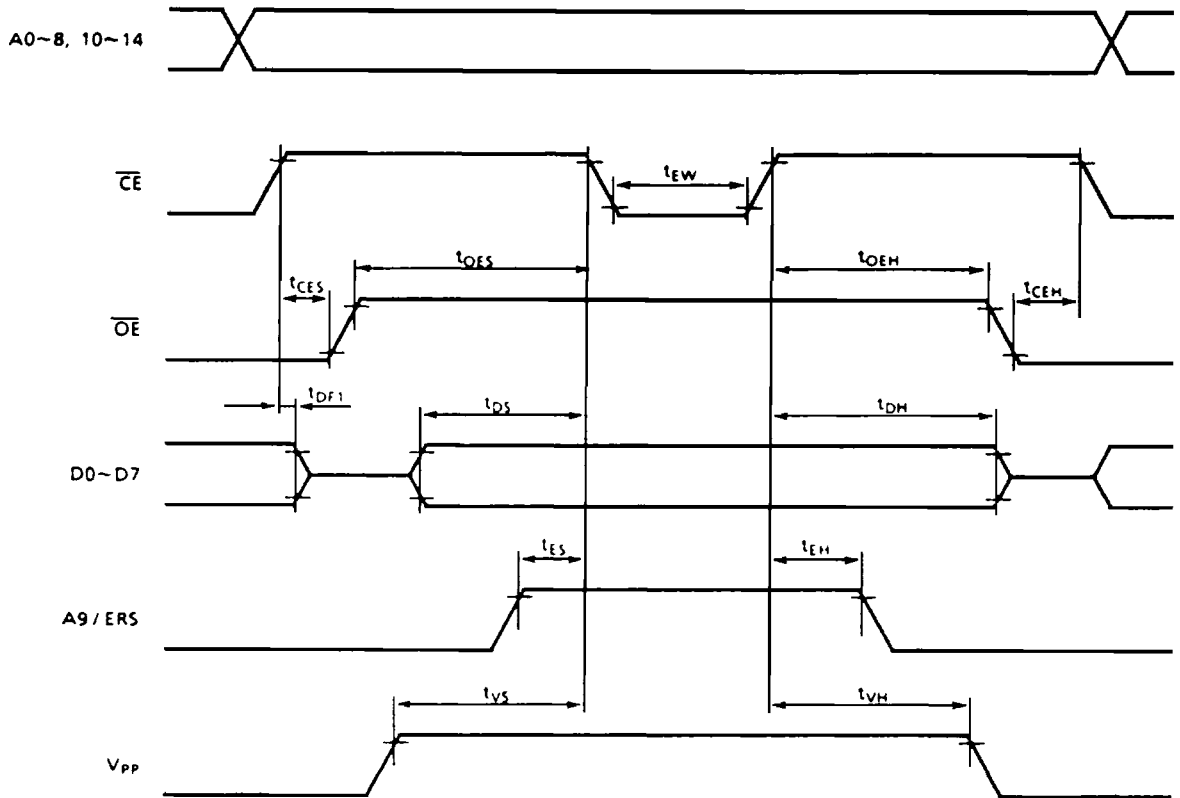 A0~8, 10~14
CE
tEW
tOES
tOEH
tCES
tCEH
OE
tDF1
tDS
tDH
D0~D7
tES
tEH
A9/ERS
tVS
tVH
VPP